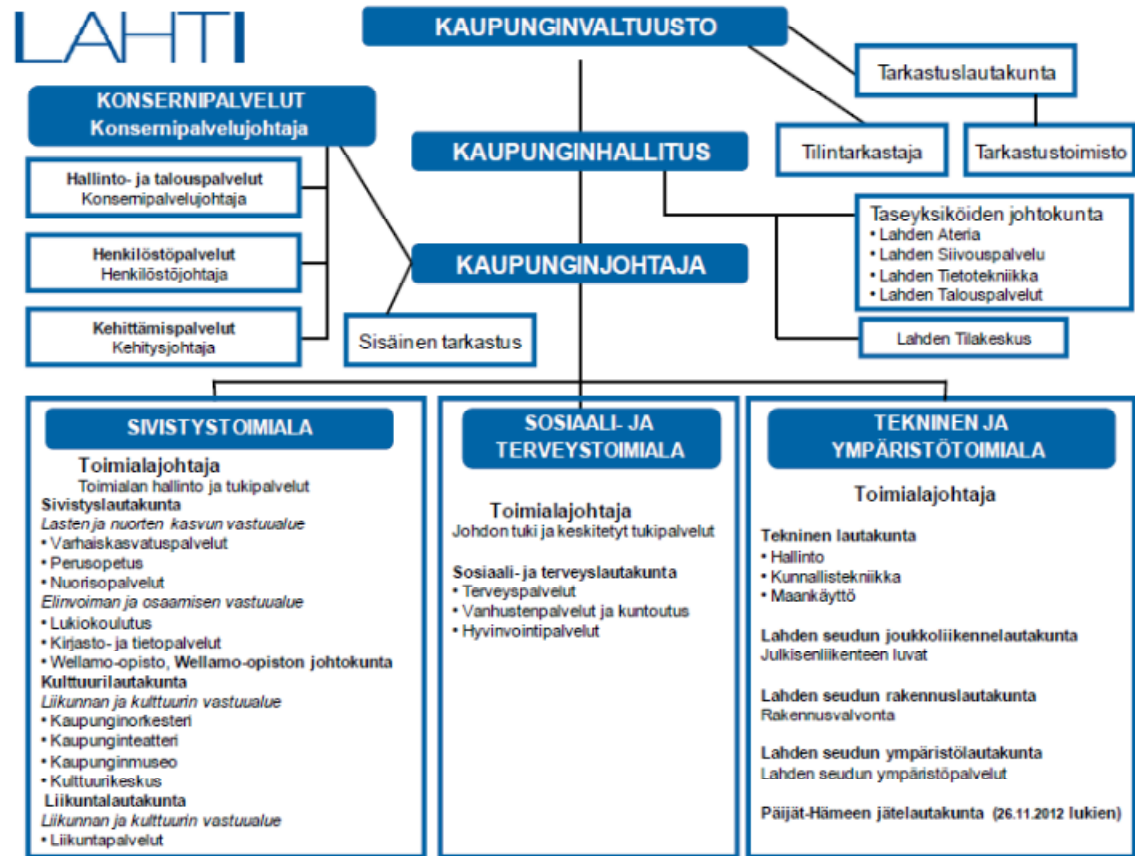 LAHTI
KAUPUNGINVALTUUSTO
Tarkastuslautakunta
KONSERNIPALVELUT
Konsernipalvelujohtaja
KAUPUNGINHALLITUS
Tilintarkastaja
Tarkastustoimisto
Hallinto- ja talouspalvelut
Konsernipalvelujohtaja
Henkilöstöpalvelut
Henkilöstöjohtaja
Kehittämispalvelut
Kehitysjohtaja
KAUPUNGINJOHTAJA
Sisäinen tarkastus
Taseyksiköiden johtokunta
• Lahden Ateria
• Lahden Siivouspalvelu
• Lahden Tietotekniikka
• Lahden Talouspalvelut
Lahden Tilakeskus
SIVISTYSTOIMIALA
Toimialajohtaja
Toimialan hallinto ja tukipalvelut
Sivistyslautakunta
Lasten ja nuorten kasvun vastuualue
• Varhaiskasvatuspalvelut
• Perusopetus
• Nuorisopalvelut
Elinvoiman ja osaamisen vastuualue
• Lukiokoulutus
• Kirjasto- ja tietopalvelut
• Wellamo-opisto, Wellamo-opiston johtokunta
Kulttuurilautakunta
Liikunnan ja kulttuurin vastuualue
• Kaupunginorkesteri
• Kaupunginteatteri
• Kaupunginmuseo
• Kulttuurikeskus
Liikuntalautakunta
Liikunnan ja kulttuurin vastuualue
• Liikuntapalvelut
SOSIAALI- JA
TERVEYSTOIMIALA
Toimialajohtaja
Johdon tuki ja keskitetyt tukipalvelut
Sosiaali- ja terveyslautakunta
• Terveyspalvelut
• Vanhustenpalvelut ja kuntoutus
• Hyvinvointipalvelut
TEKNINEN JA
YMPÄRISTÖTOIMIALA
Toimialajohtaja
Tekninen lautakunta
• Hallinto
• Kunnallistekniikka
• Maankäyttö
Lahden seudun joukkoliikennelautakunta
Julkisenliikenteen luvat
Lahden seudun rakennuslautakunta
Rakennusvalvonta
Lahden seudun ympäristölautakunta
Lahden seudun ympäristöpalvelut
Päijät-Hämeen jätelautakunta (26.11.2012 lukien)